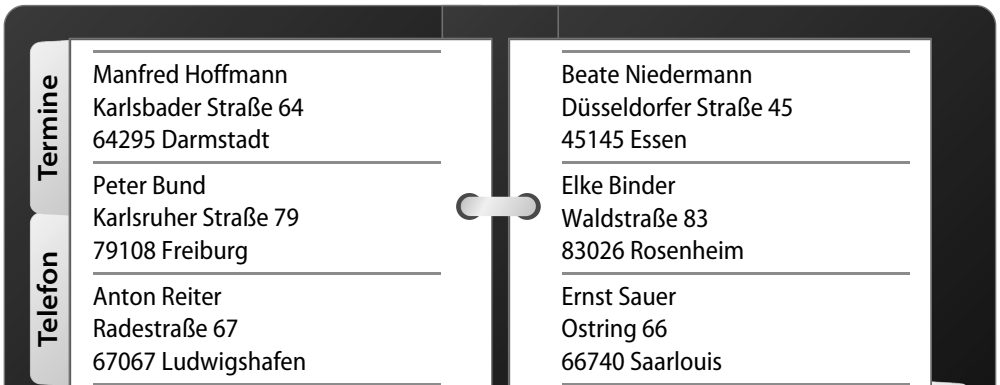 Termine
Telefon
Manfred Hoffmann
Karlsbader Straße 64
64295 Darmstadt
Peter Bund
Karlsruher Straße 79
79108 Freiburg
Anton Reiter
Radestraße 67
67067 Ludwigshafen
Beate Niedermann
Düsseldorfer Straße 45
45145 Essen
Elke Binder
Waldstraße 83
83026 Rosenheim
Ernst Sauer
Ostring 66
66740 Saarlouis